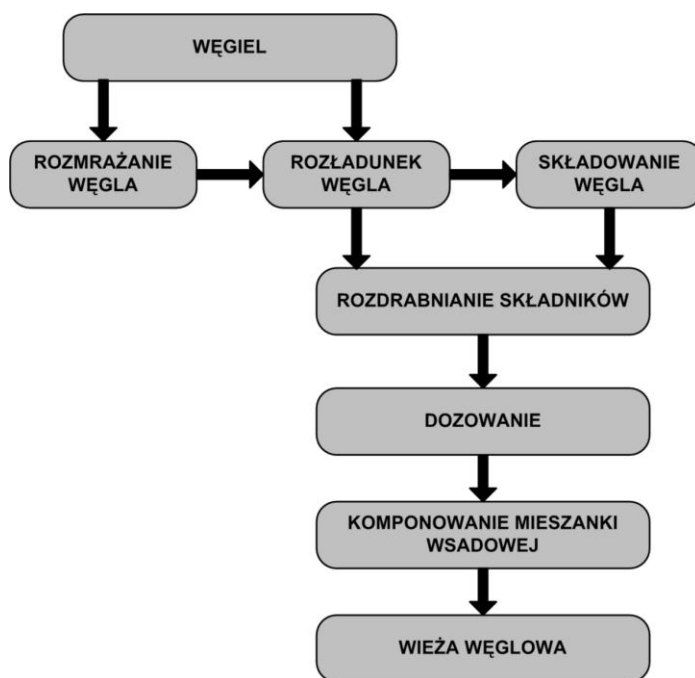 WĘGIEL
ROZMRAŻANIE
WĘGLA
ROZŁADUNEK
WĘGLA
SKŁADOWANIE
WĘGLA
ROZDRABNIANIE SKŁADNIKÓW
DOZOWANIE
KOMPONOWANIE MIESZANKI
WSADOWEJ
WIEŻA WĘGLOWA